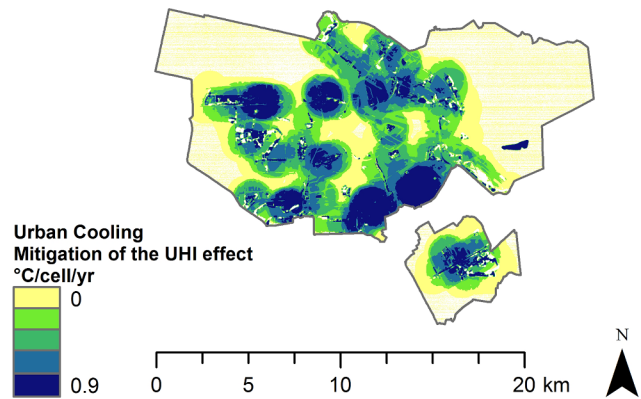 Urban Cooling
Mitigation of the UHI effect
°C/cell/yr
0
0.9
N
0 5 10 20 km